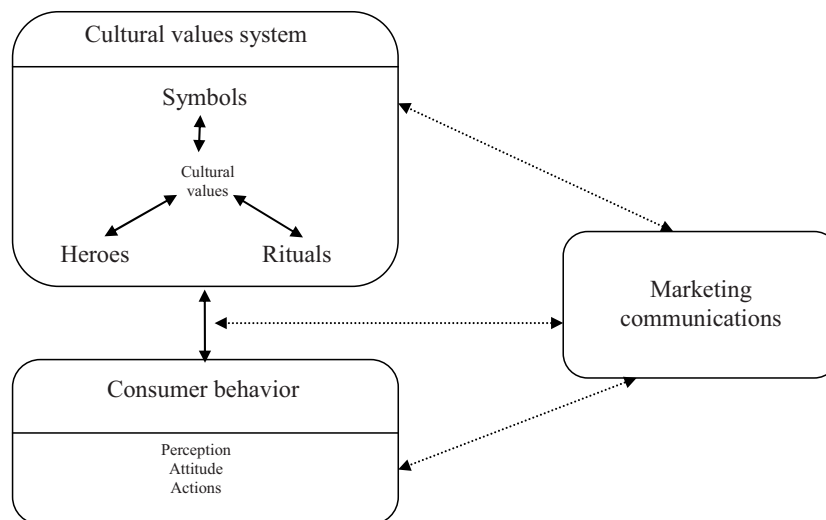 Cultural values system
Symbols
Cultural
values
Heroes
Rituals
Marketing
communications
Consumer behavior
Perception
Attitude
Actions